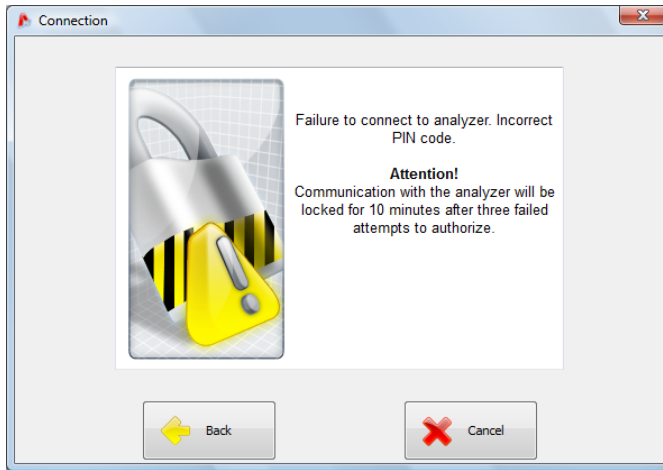 Connection
Failure to connect to analyzer. Incorrect
PIN code.
Attention!
Communication with the analyzer will be
locked for 10 minutes after three failed
attempts to authorize.
Back
Cancel